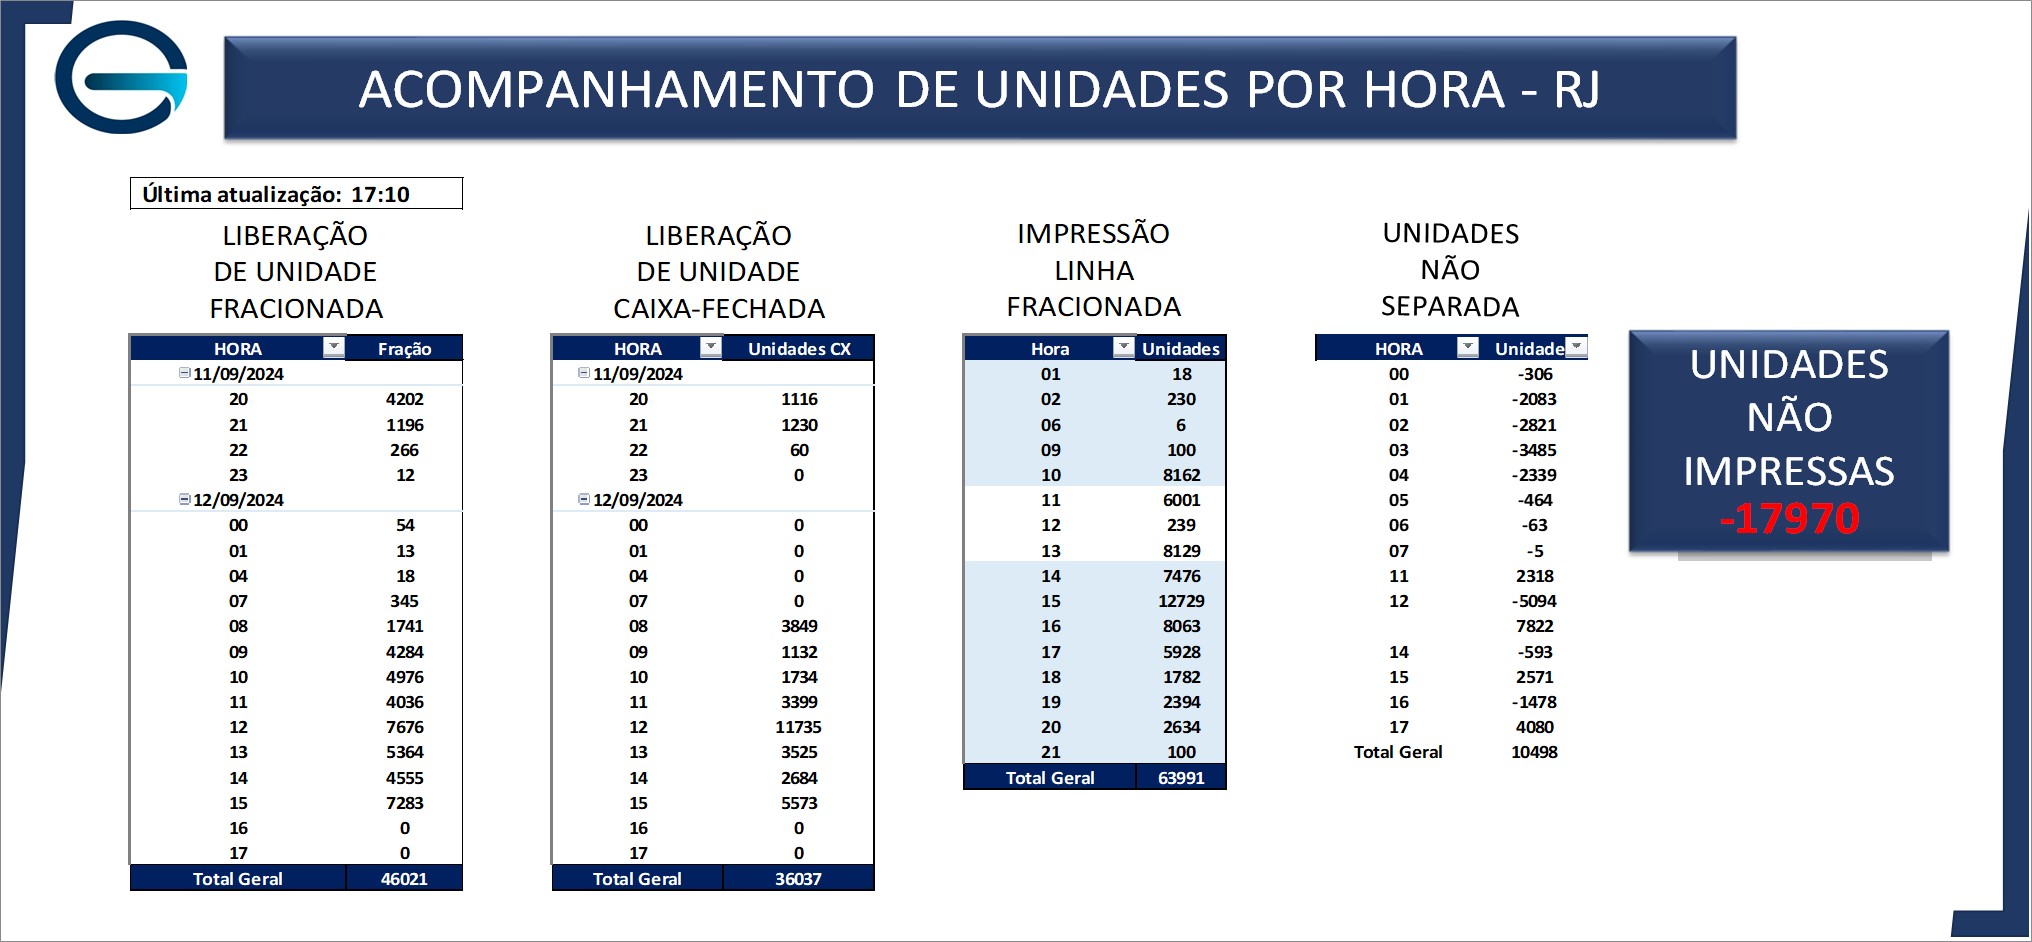 ACOMPANHAMENTO DE UNIDADES POR HORA - RJ
Última atualização: 17:10
LIBERAÇÃO
DE UNIDADE
FRACIONADA
HORA Fração
11/09/2024
20 4202
21 1196
22 266
23 12
12/09/2024
00 54
01 13
04 18
07 345
08 1741
09 4284
10 4976
11 4036
12 7676
13 5364
14 4555
15 7283
16 0
17 0
Total Geral 46021
LIBERAÇÃO
DE UNIDADE
CAIXA-FECHADA
HORA Unidades CX
11/09/2024
20 1116
21 1230
22 60
23 0
12/09/2024
00 0
01 0
04 0
07 0
08 3849
09 1132
10 1734
11 3399
12 11735
13 3525
14 2684
15 5573
16 0
17 0
Total Geral 36037
IMPRESSÃO
LINHA
FRACIONADA
Hora Unidades
01 18
02 230
06 6
09 100
10 8162
11 6001
12 239
13 8129
14 7476
15 12729
16 8063
17 5928
18 1782
19 2394
20 2634
21 100
Total Geral 63991
UNIDADES
NÃO
SEPARADA
HORA Unidade
00 -306
01 -2083
02 -2821
03 -3485
04 -2339
05 -464
06 -63
07 -5
11 2318
12 -5094
7822
14 -593
15 2571
16 -1478
17 4080
Total Geral 10498
UNIDADES
NÃO
IMPRESSAS
-17970